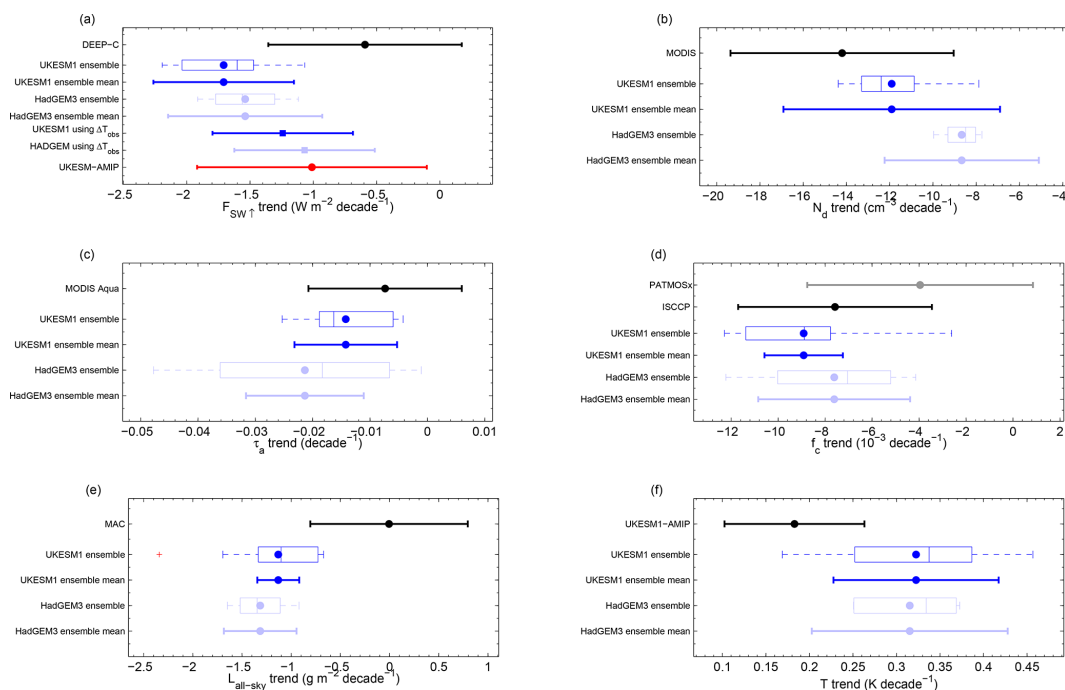 (a)
DEEP-C
UKESM1 ensemble
UKESM1 ensemble mean
HadGEM3 ensemble
HadGEM3 ensemble mean
UKESM1 using ΔT_obs
HADGEM using ΔT_obs
UKESM-AMIP
−2.5 −2 −1.5 −1 −0.5 0
F_SW↑ trend (W m⁻² decade⁻¹)
(b)
MODIS
UKESM1 ensemble
UKESM1 ensemble mean
HadGEM3 ensemble
HadGEM3 ensemble mean
−20 −18 −16 −14 −12 −10 −8 −6 −4
N_d trend (cm⁻³ decade⁻¹)
(c)
MODIS Aqua
UKESM1 ensemble
UKESM1 ensemble mean
HadGEM3 ensemble
HadGEM3 ensemble mean
−0.05 −0.04 −0.03 −0.02 −0.01 0 0.01
τ_a trend (decade⁻¹)
(d)
PATMOSx
ISCCP
UKESM1 ensemble
UKESM1 ensemble mean
HadGEM3 ensemble
HadGEM3 ensemble mean
−12 −10 −8 −6 −4 −2 0 2
f_c trend (10⁻³ decade⁻¹)
(e)
MAC
UKESM1 ensemble
UKESM1 ensemble mean
HadGEM3 ensemble
HadGEM3 ensemble mean
−2.5 −2 −1.5 −1 −0.5 0 0.5 1
L_all-sky trend (g m⁻² decade⁻¹)
(f)
UKESM1-AMIP
UKESM1 ensemble
UKESM1 ensemble mean
HadGEM3 ensemble
HadGEM3 ensemble mean
0.1 0.15 0.2 0.25 0.3 0.35 0.4 0.45
T trend (K decade⁻¹)